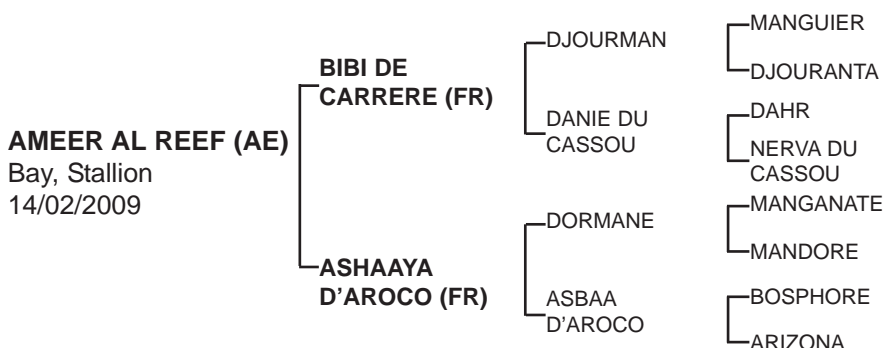 AMEER AL REEF (AE)
Bay, Stallion
14/02/2009
BIBI DE
CARRERE (FR)
ASHAAYA
D'AROCO (FR)
DJOURMAN
DANIE DU
CASSOU
DORMANE
ASBAA
D'AROCO
MANGUIER
DJOURANTA
DAHR
NERVA DU
CASSOU
MANGANATE
MANDORE
BOSPHORE
ARIZONA